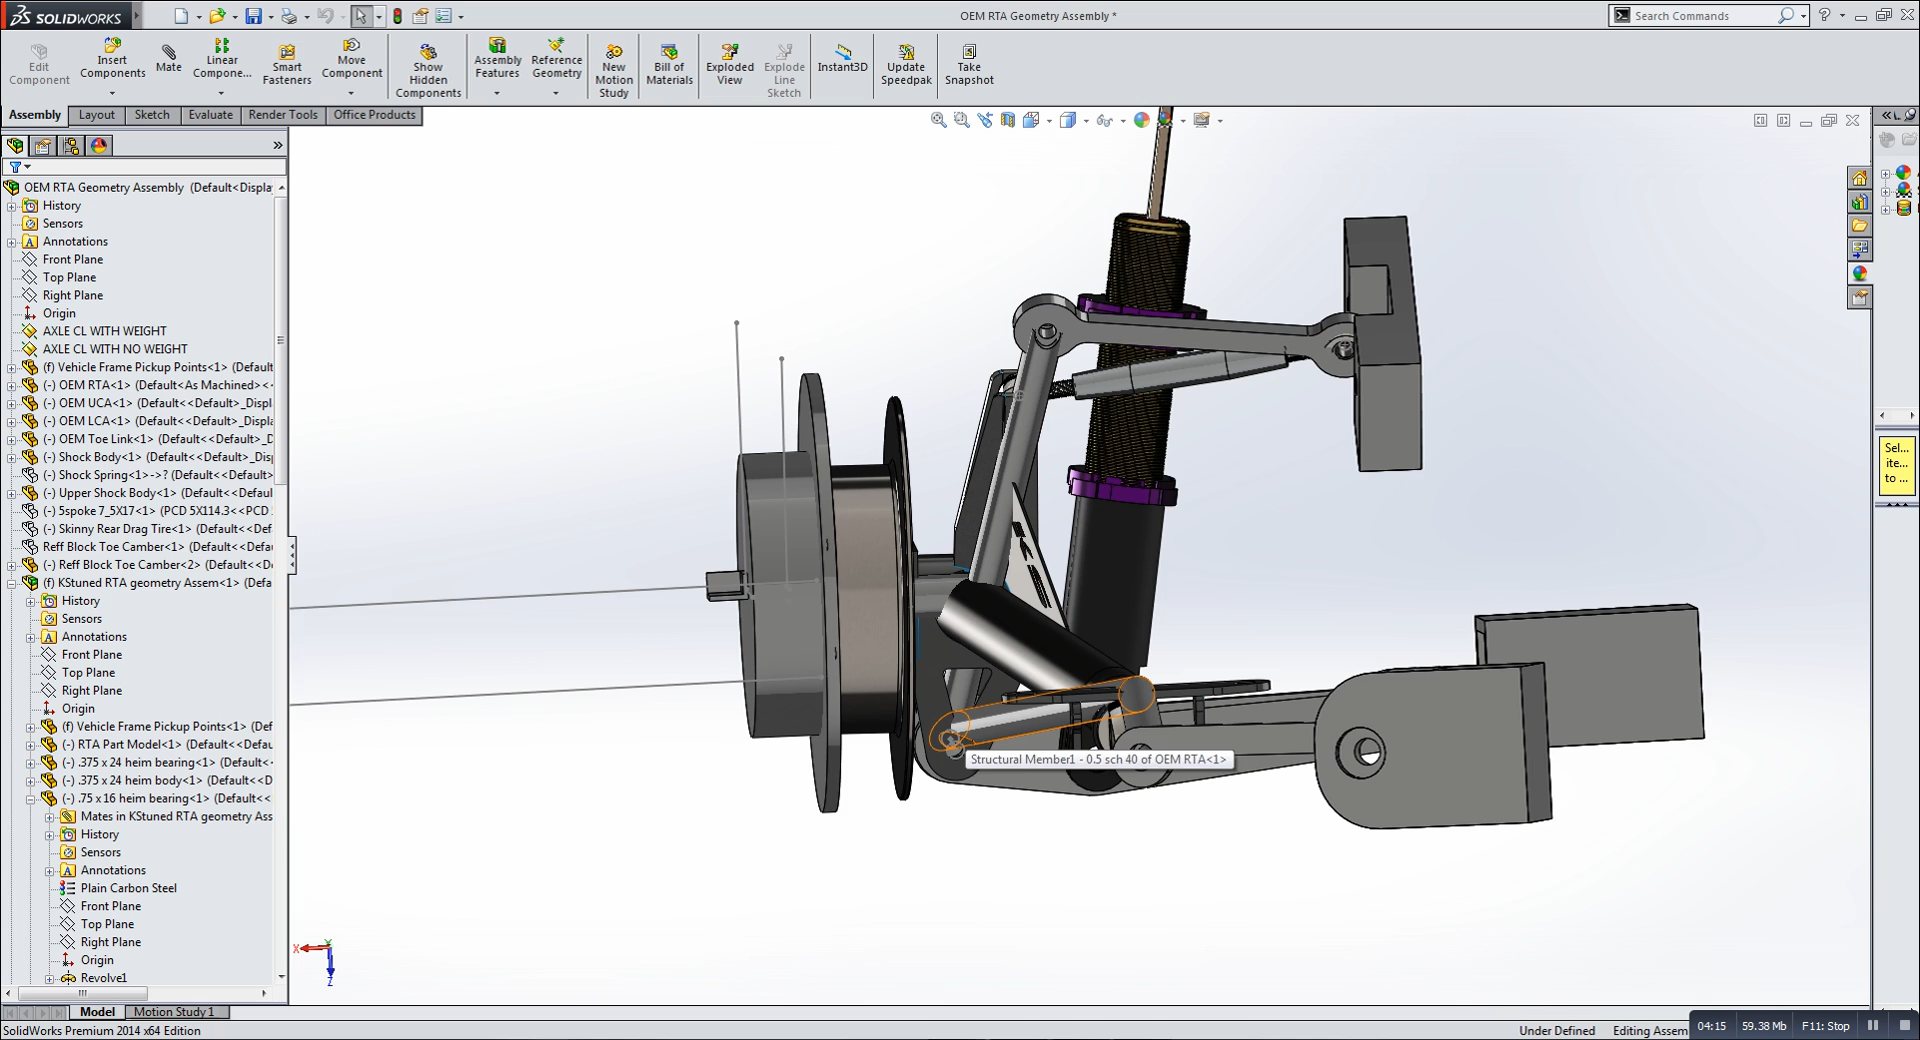 SOLIDWORKS
OEM RTA Geometry Assembly *
Search Commands
Edit Component
Insert Components
Mate
Linear Compone...
Smart Fasteners
Move Component
Show Hidden Components
Assembly Features
Reference Geometry
New Motion Study
Bill of Materials
Exploded View
Explode Line Sketch
Instant3D
Update Speedpak
Take Snapshot
Assembly
Layout
Sketch
Evaluate
Render Tools
Office Products
OEM RTA Geometry Assembly (Default<Displa
History
Sensors
Annotations
Front Plane
Top Plane
Right Plane
Origin
AXLE CL WITH WEIGHT
AXLE CL WITH NO WEIGHT
(f) Vehicle Frame Pickup Points<1> (Default
(-) OEM RTA<1> (Default<As Machined><
(-) OEM UCA<1> (Default<<Default>_Displ
(-) OEM LCA<1> (Default<<Default>_Displa
(-) OEM Toe Link<1> (Default<<Default>_D
(-) Shock Body<1> (Default<<Default>_Dis
(-) Shock Spring<1>->? (Default<Default>
(-) Upper Shock Body<1> (Default<<Defaul
(-) 5spoke 7_5X17<1> (PCD 5X114.3<<PCD
(-) Skinny Rear Drag Tire<1> (Default<<Def
Reff Block Toe Camber<1> (Default<<Defa
(-) Reff Block Toe Camber<2> (Default<<D
(f) KStuned RTA geometry Assem<1> (Defa
History
Sensors
Annotations
Front Plane
Top Plane
Right Plane
Origin
(f) Vehicle Frame Pickup Points<1> (Def
(-) RTA Part Model<1> (Default<<Defaul
(-) .375 x 24 heim bearing<1> (Default<
(-) .375 x 24 heim body<1> (Default<<D
(-) .75 x 16 heim bearing<1> (Default<<
Mates in KStuned RTA geometry Ass
History
Sensors
Annotations
Plain Carbon Steel
Front Plane
Top Plane
Right Plane
Origin
Revolve1
Structural Member1 - 0.5 sch 40 of OEM RTA<1>
Sel...
ite...
to ...
X
Y
Z
Model
Motion Study 1
SolidWorks Premium 2014 x64 Edition
Under Defined
Editing Assem
04:15
59.38 Mb
F11: Stop